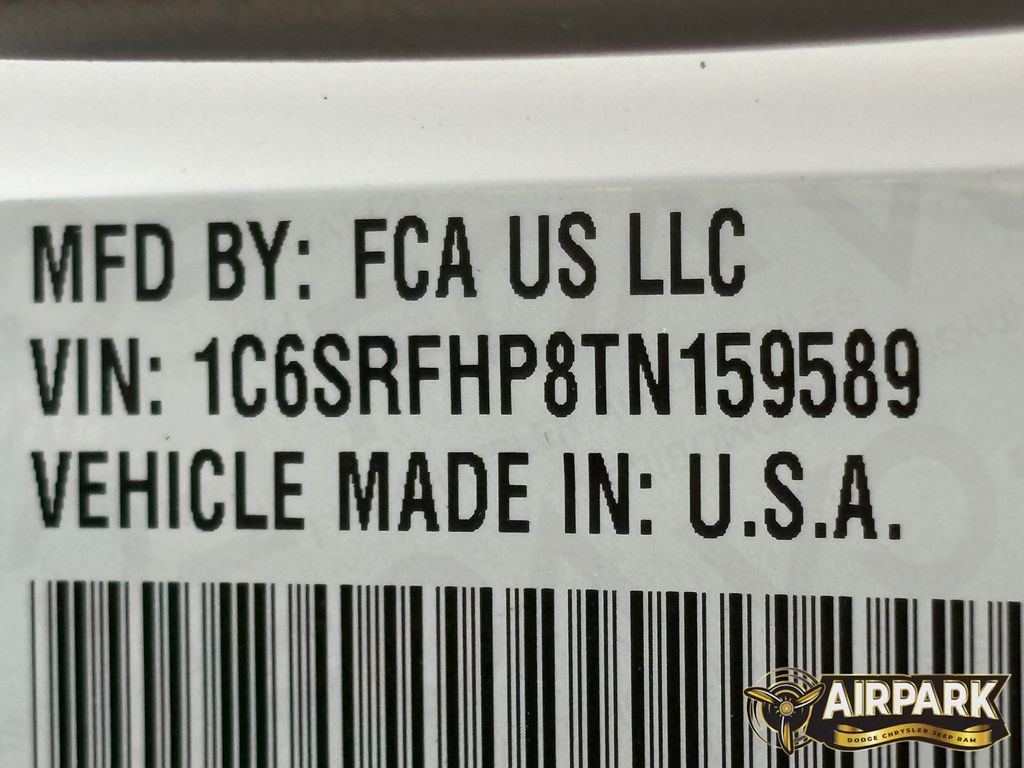 MFD BY: FCA US LLC
VIN: 1C6SRFHP8TN159589
VEHICLE MADE IN: U.S.A.
AIRPARK
DODGE CHRYSLER JEEP RAM